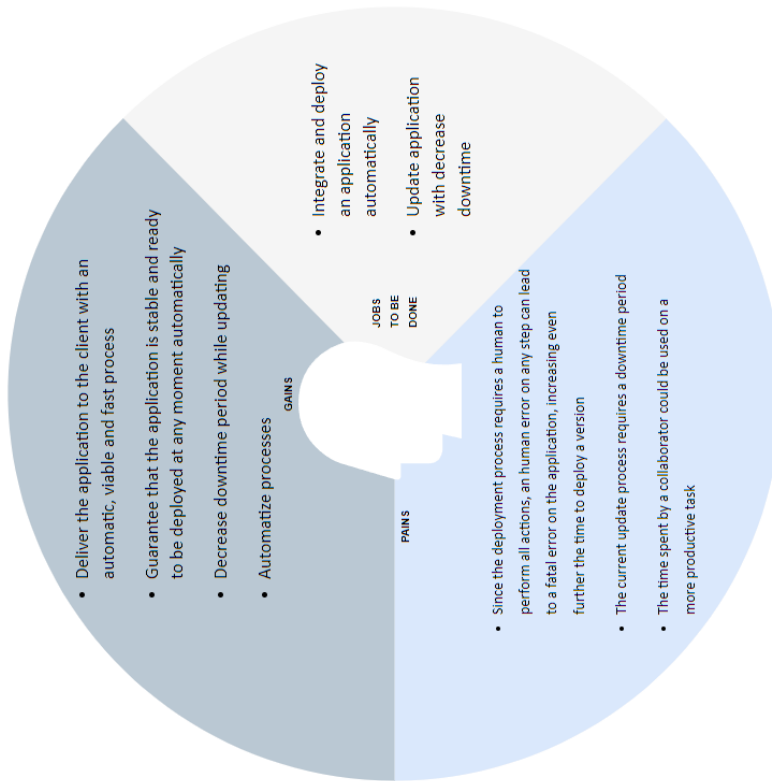 GAINS
• Deliver the application to the client with an
automatic, viable and fast process
• Guarantee that the application is stable and ready
to be deployed at any moment automatically
• Decrease downtime period while updating
• Automatize processes
JOBS
TO BE
DONE
• Integrate and deploy
an application
automatically
• Update application
with decrease
downtime
PAINS
• Since the deployment process requires a human to
perform all actions, an human error on any step can lead
to a fatal error on the application, increasing even
further the time to deploy a version
• The current update process requires a downtime period
• The time spent by a collaborator could be used on a
more productive task